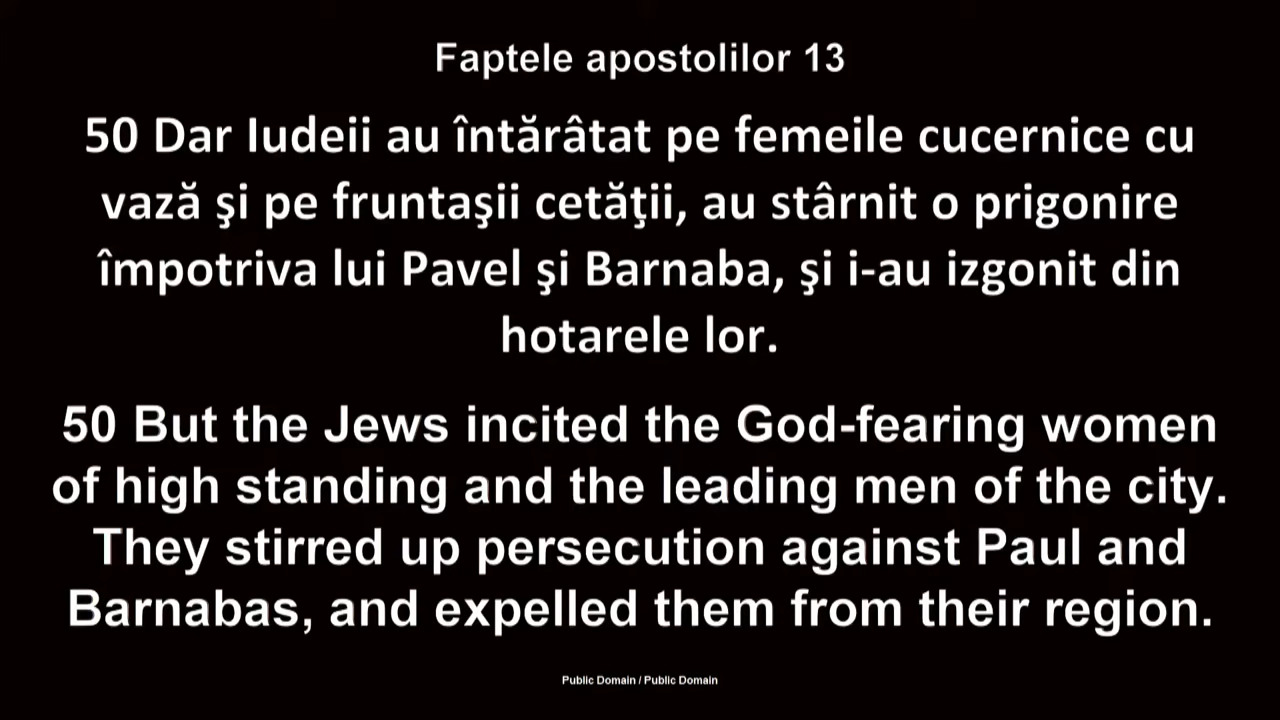 Faptele apostolilor 13
50 Dar Iudeii au întărâtat pe femeile cucernice cu
vază şi pe fruntaşii cetăţii, au stârnit o prigonire
împotriva lui Pavel şi Barnaba, şi i-au izgonit din
hotarele lor.
50 But the Jews incited the God-fearing women
of high standing and the leading men of the city.
They stirred up persecution against Paul and
Barnabas, and expelled them from their region.
Public Domain / Public Domain